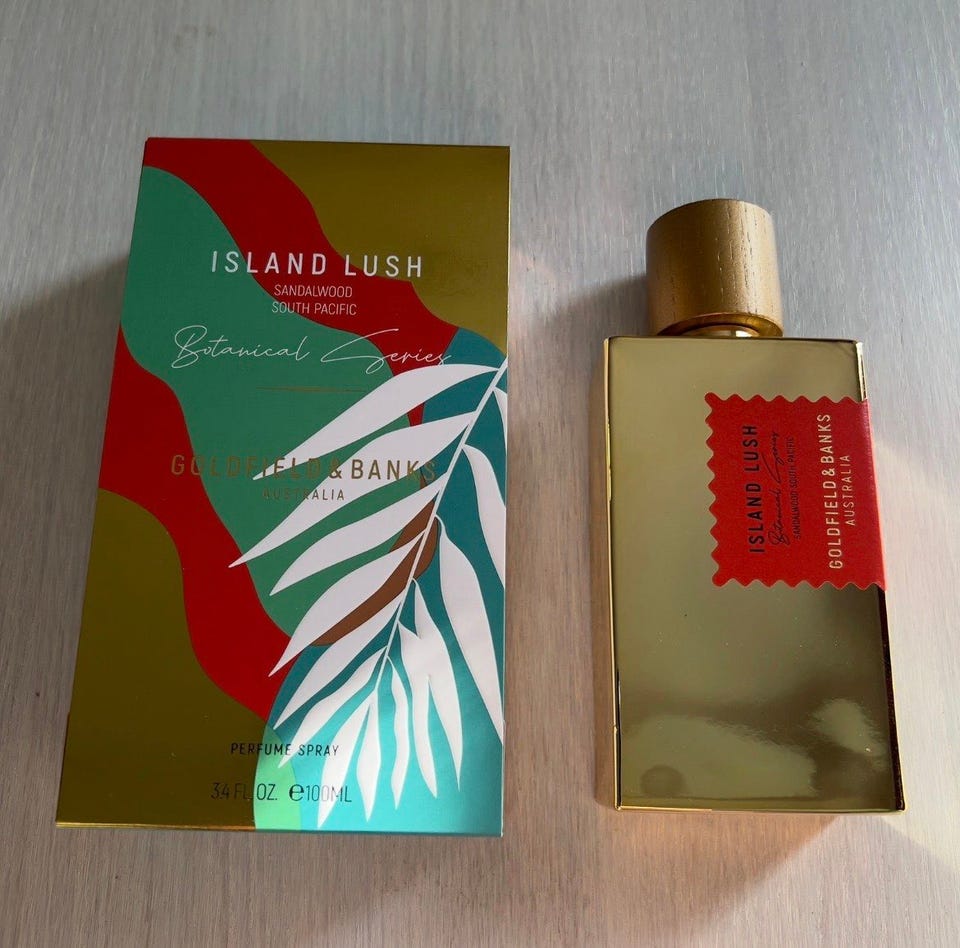 ISLAND LUSH
SANDALWOOD
SOUTH PACIFIC
Botanical Series
GOLDFIELD & BANKS
AUSTRALIA
PERFUME SPRAY
3.4 FL. OZ. ℮100ML
ISLAND LUSH
Botanical Series
SANDALWOOD SOUTH PACIFIC
GOLDFIELD & BANKS
AUSTRALIA